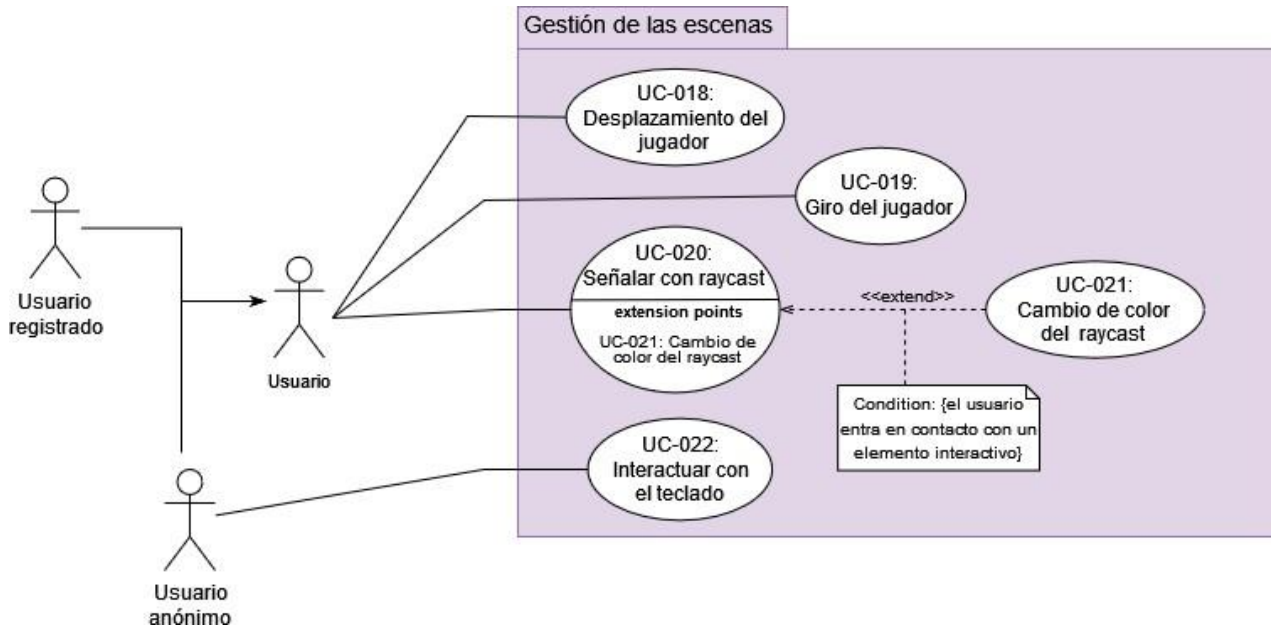 Gestión de las escenas
UC-018:
Desplazamiento del
jugador
UC-019:
Giro del jugador
UC-020:
Señalar con raycast
extension points
UC-021: Cambio de
color del raycast
<<extend>>
UC-021:
Cambio de color
del raycast
Condition: {el usuario
entra en contacto con un
elemento interactivo}
UC-022:
Interactuar con
el teclado
Usuario
registrado
Usuario
Usuario
anónimo